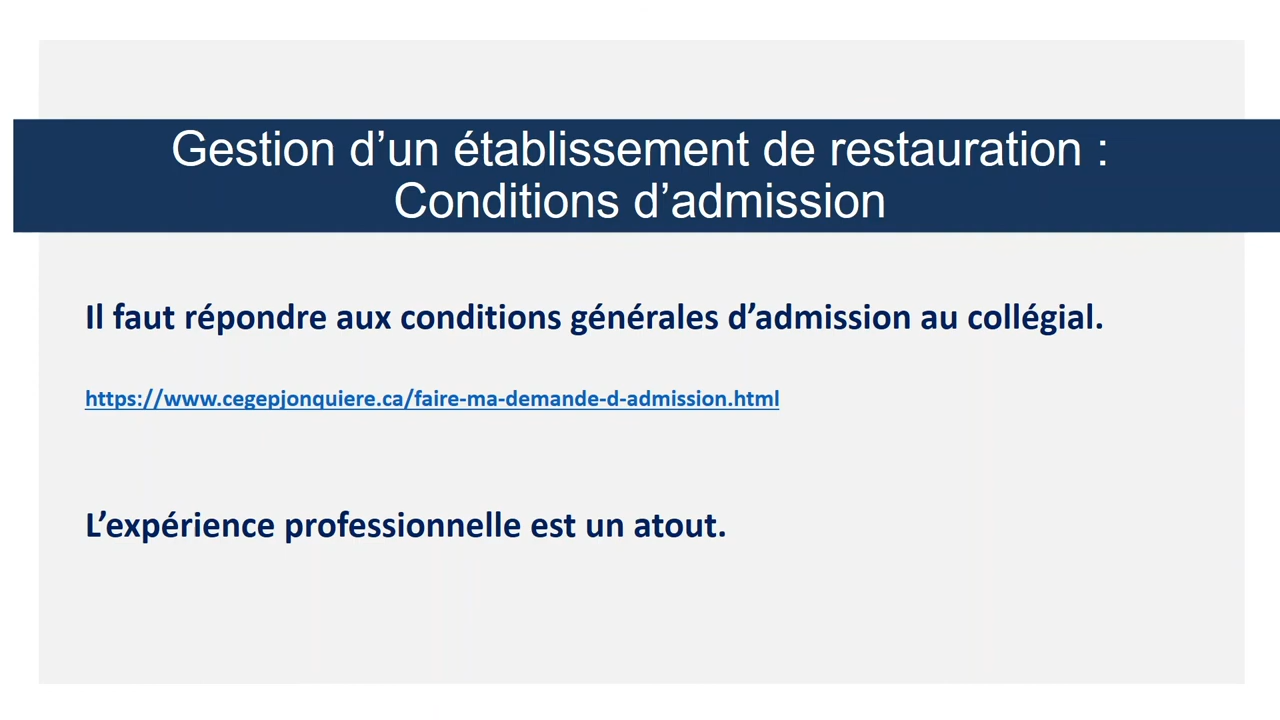 Gestion d’un établissement de restauration :
Conditions d’admission
Il faut répondre aux conditions générales d’admission au collégial.
https://www.cegepjonquiere.ca/faire-ma-demande-d-admission.html
L’expérience professionnelle est un atout.